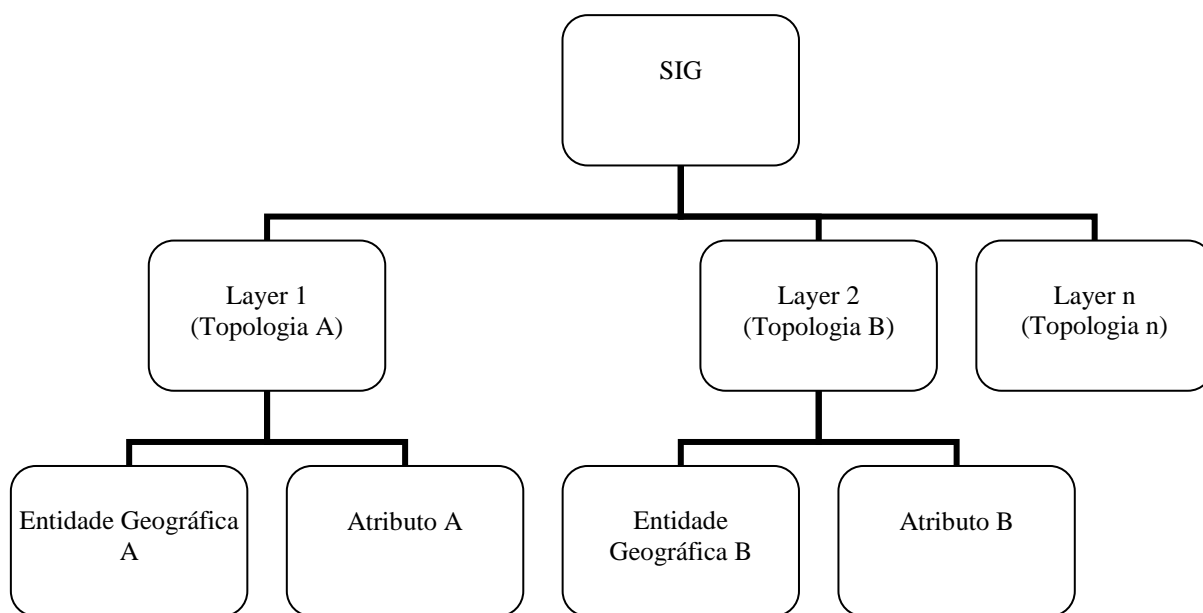 SIG
Layer 1
(Topologia A)
Layer 2
(Topologia B)
Layer n
(Topologia n)
Entidade Geográfica
A
Atributo A
Entidade
Geográfica B
Atributo B